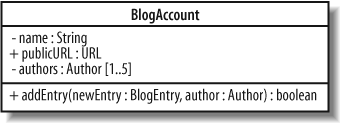 BlogAccount
- name : String
+ publicURL : URL
- authors : Author [1..5]
+ addEntry(newEntry : BlogEntry, author : Author) : boolean